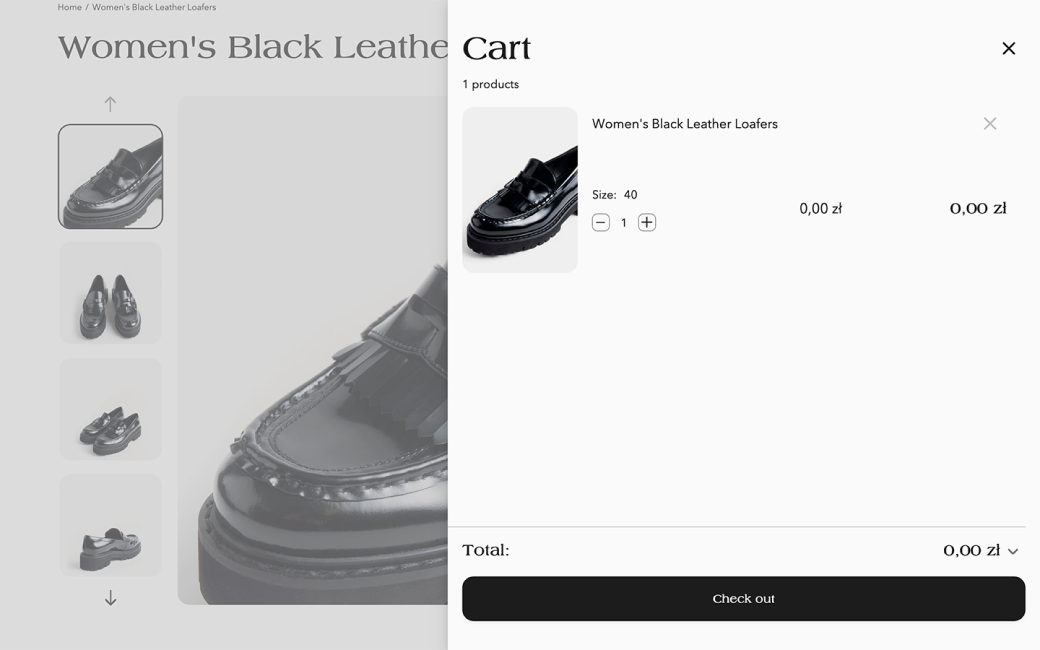 Home / Women's Black Leather Loafers
Women's Black Leathe
Cart
1 products
Women's Black Leather Loafers
Size: 40
1
0,00 zł
0,00 zł
Total:
0,00 zł
Check out